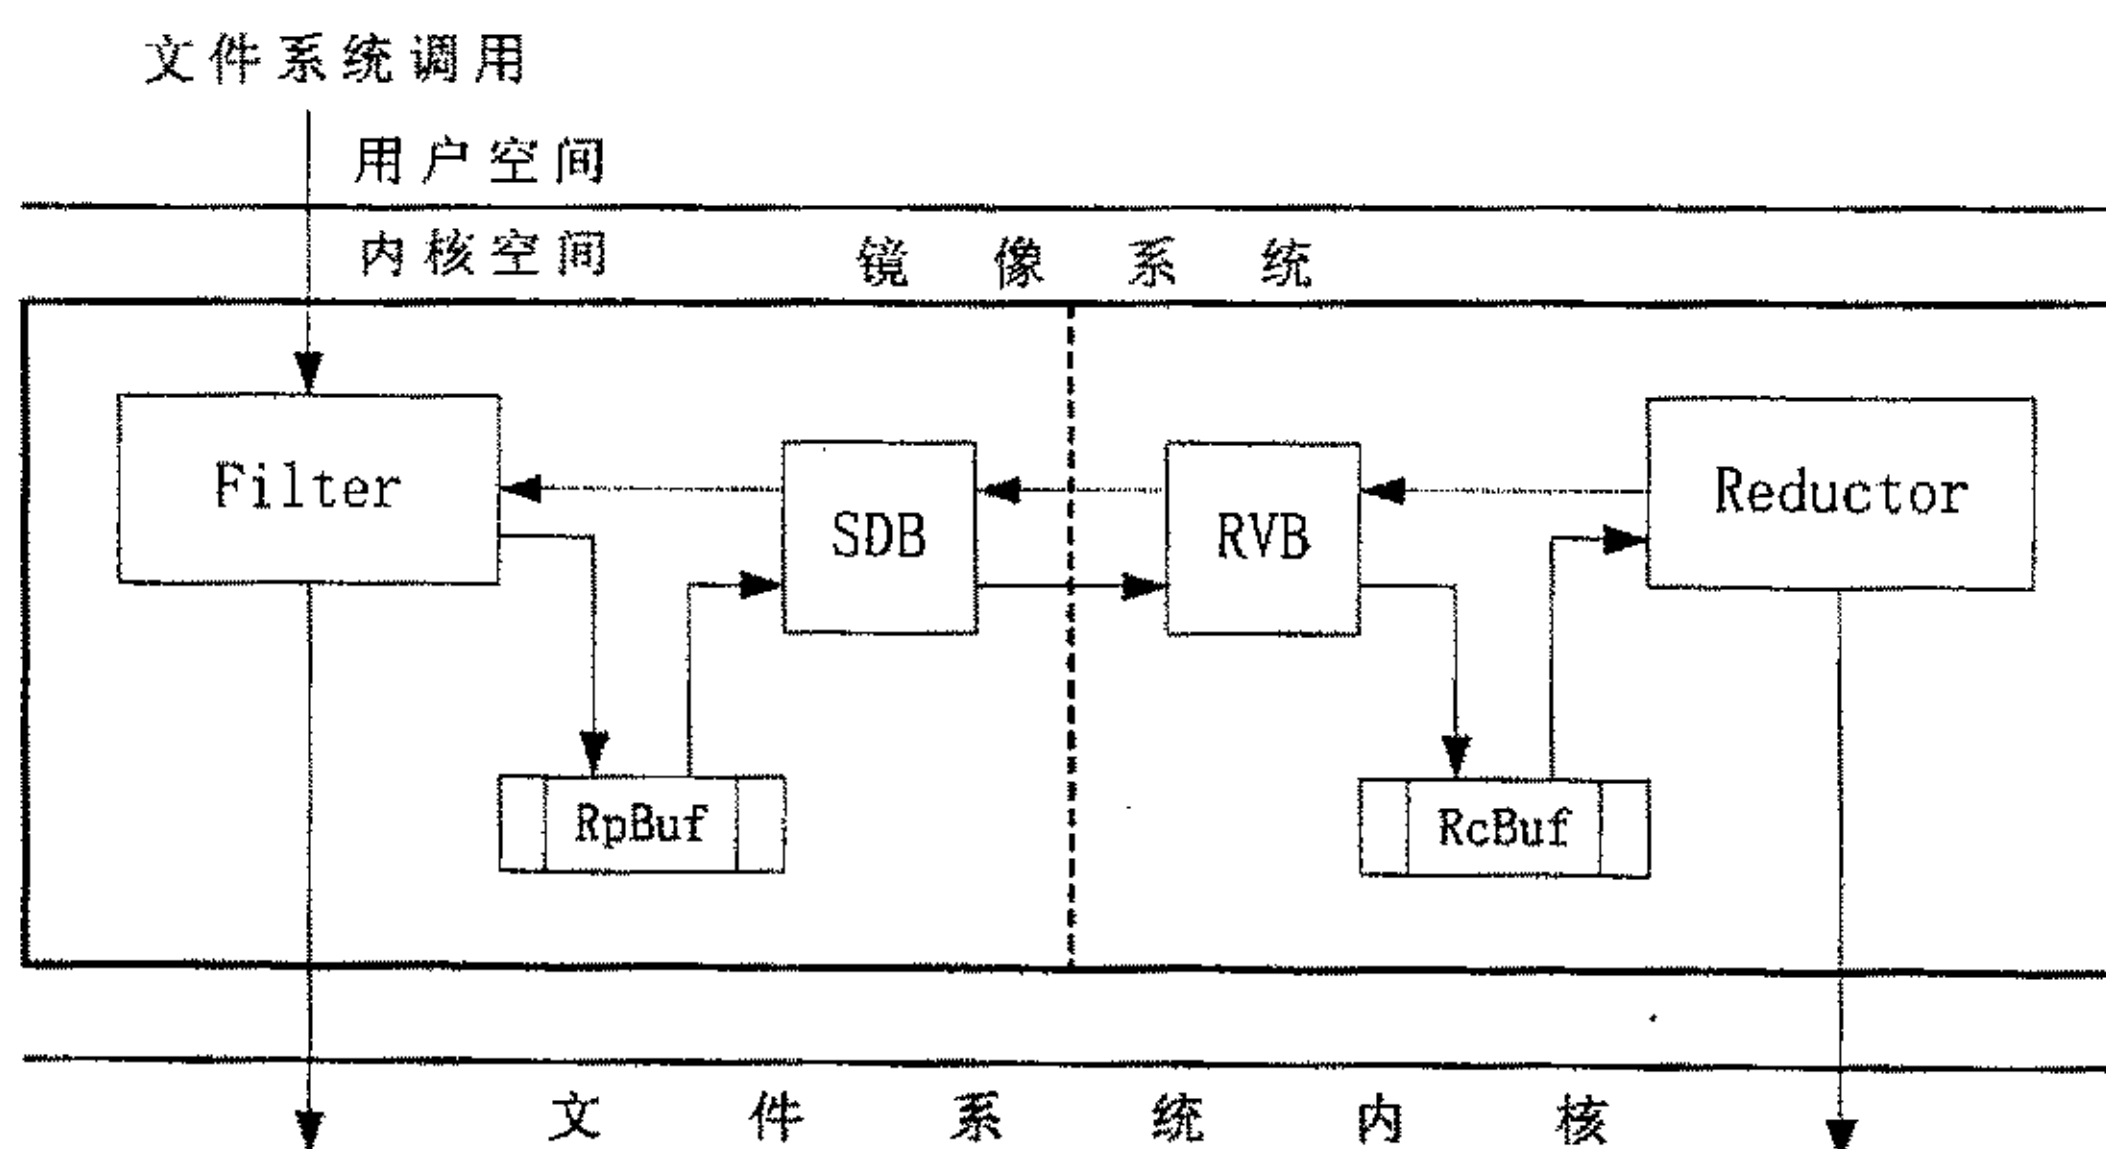 文件系统调用
用户空间
内核空间
镜像系统
Filter
SDB
RVB
Reductor
RpBuf
RcBuf
文件系统内核